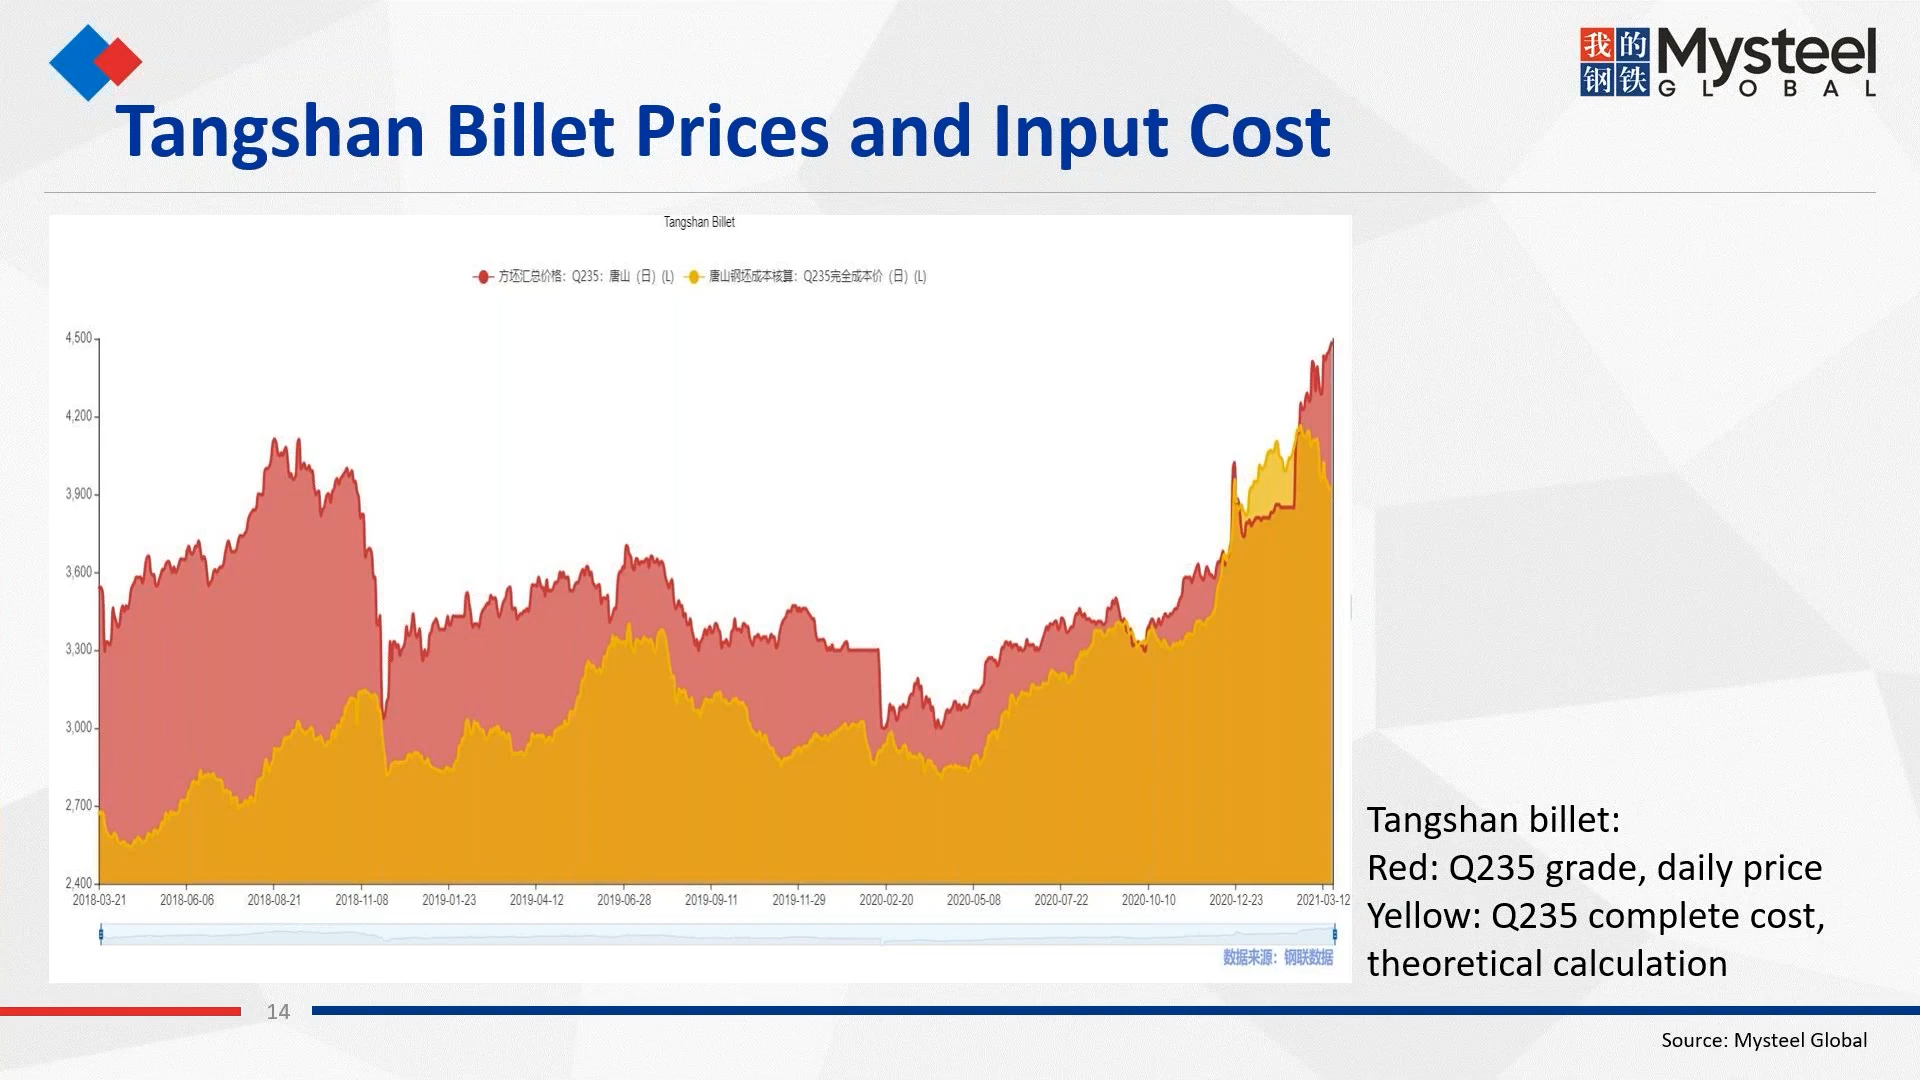 我的
钢铁
Mysteel
GLOBAL
Tangshan Billet Prices and Input Cost
Tangshan Billet
方坯汇总价格：Q235：唐山（日）(L)
唐山钢坯成本核算：Q235完全成本价（日）(L)
4,500
4,200
3,900
3,600
3,300
3,000
2,700
2,400
2018-03-21 2018-06-06 2018-08-21 2018-11-08 2019-01-23 2019-04-12 2019-06-28 2019-09-11 2019-11-29 2020-02-20 2020-05-08 2020-07-22 2020-10-10 2020-12-23 2021-03-12
数据来源：钢联数据
Tangshan billet:
Red: Q235 grade, daily price
Yellow: Q235 complete cost,
theoretical calculation
14
Source: Mysteel Global